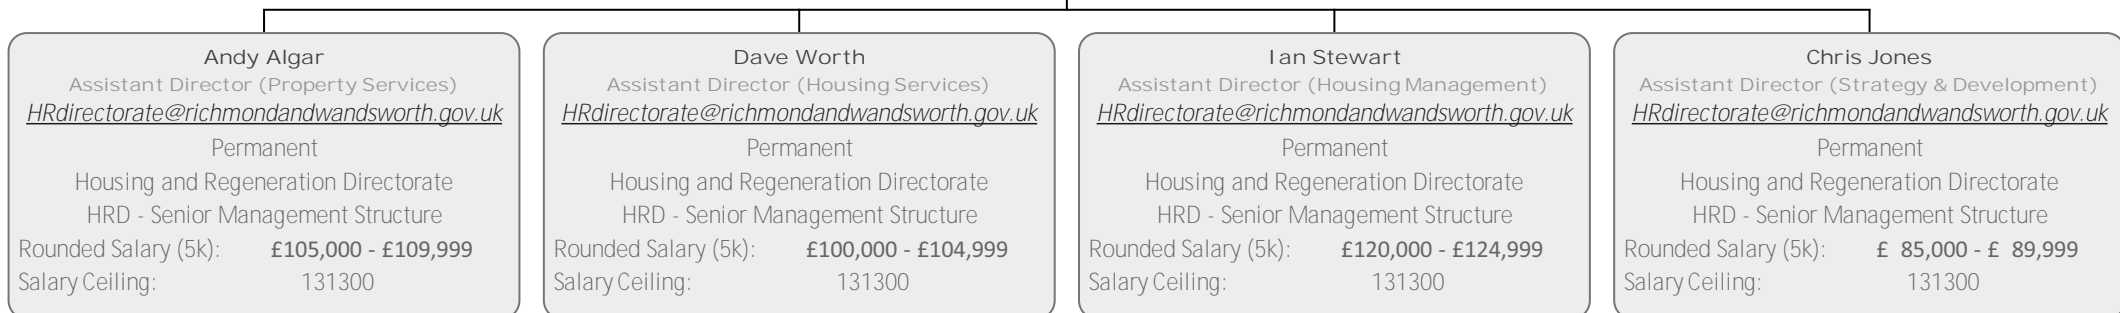 Andy Algar
Assistant Director (Property Services)
HRdirectorate@richmondandwandsworth.gov.uk
Permanent
Housing and Regeneration Directorate
HRD - Senior Management Structure
Rounded Salary (5k): £105,000 - £109,999
Salary Ceiling: 131300
Dave Worth
Assistant Director (Housing Services)
HRdirectorate@richmondandwandsworth.gov.uk
Permanent
Housing and Regeneration Directorate
HRD - Senior Management Structure
Rounded Salary (5k): £100,000 - £104,999
Salary Ceiling: 131300
Ian Stewart
Assistant Director (Housing Management)
HRdirectorate@richmondandwandsworth.gov.uk
Permanent
Housing and Regeneration Directorate
HRD - Senior Management Structure
Rounded Salary (5k): £120,000 - £124,999
Salary Ceiling: 131300
Chris Jones
Assistant Director (Strategy & Development)
HRdirectorate@richmondandwandsworth.gov.uk
Permanent
Housing and Regeneration Directorate
HRD - Senior Management Structure
Rounded Salary (5k): £ 85,000 - £ 89,999
Salary Ceiling: 131300